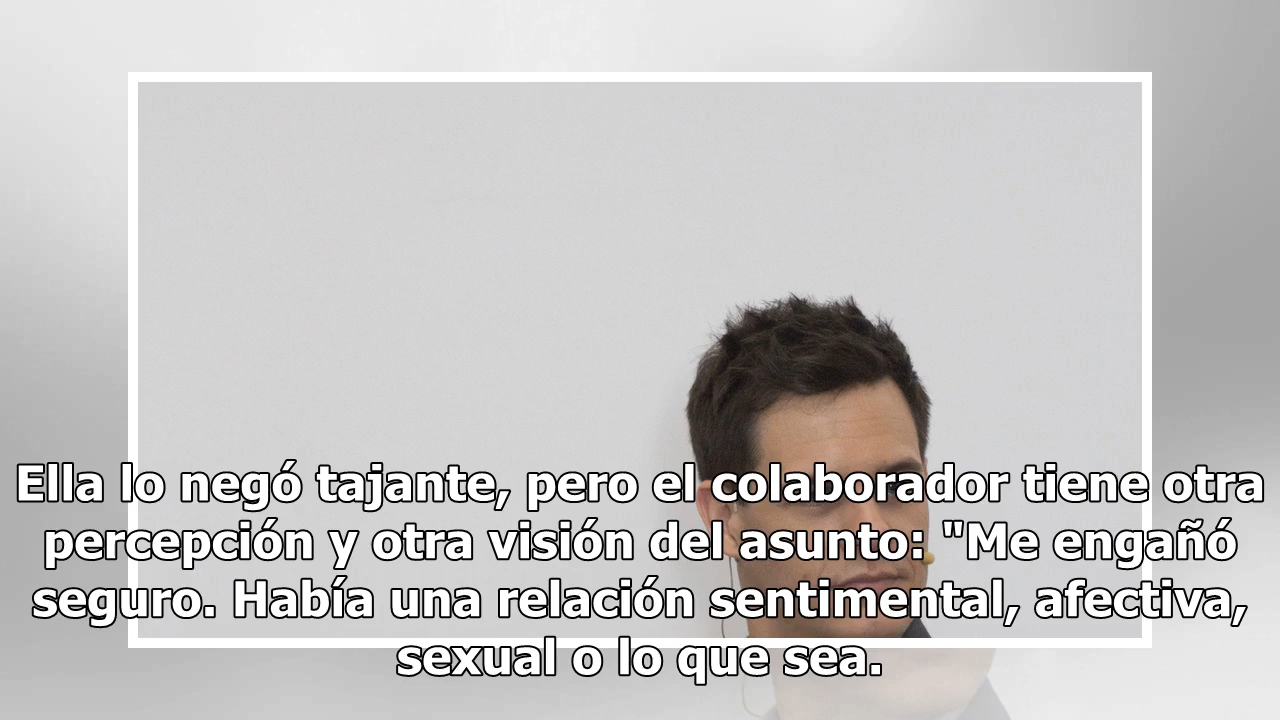 Ella lo negó tajante, pero el colaborador tiene otra
percepción y otra visión del asunto: "Me engañó
seguro. Había una relación sentimental, afectiva,
sexual o lo que sea.